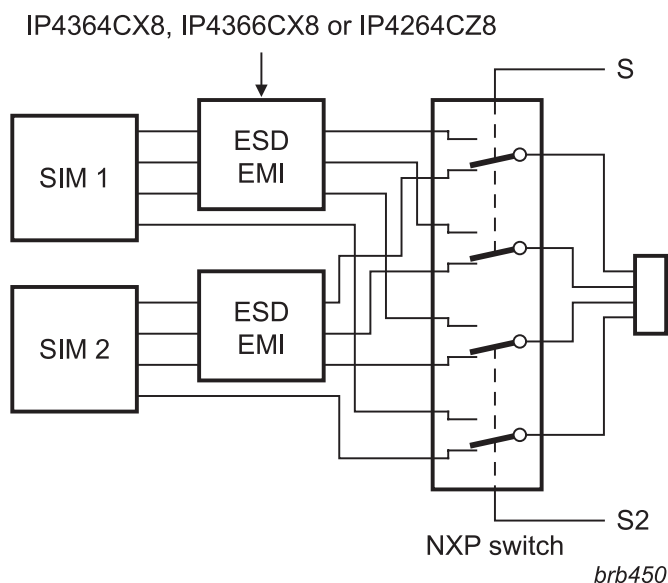 IP4364CX8, IP4366CX8 or IP4264CZ8
S
SIM 1
ESD
EMI
SIM 2
ESD
EMI
S2
NXP switch
brb450